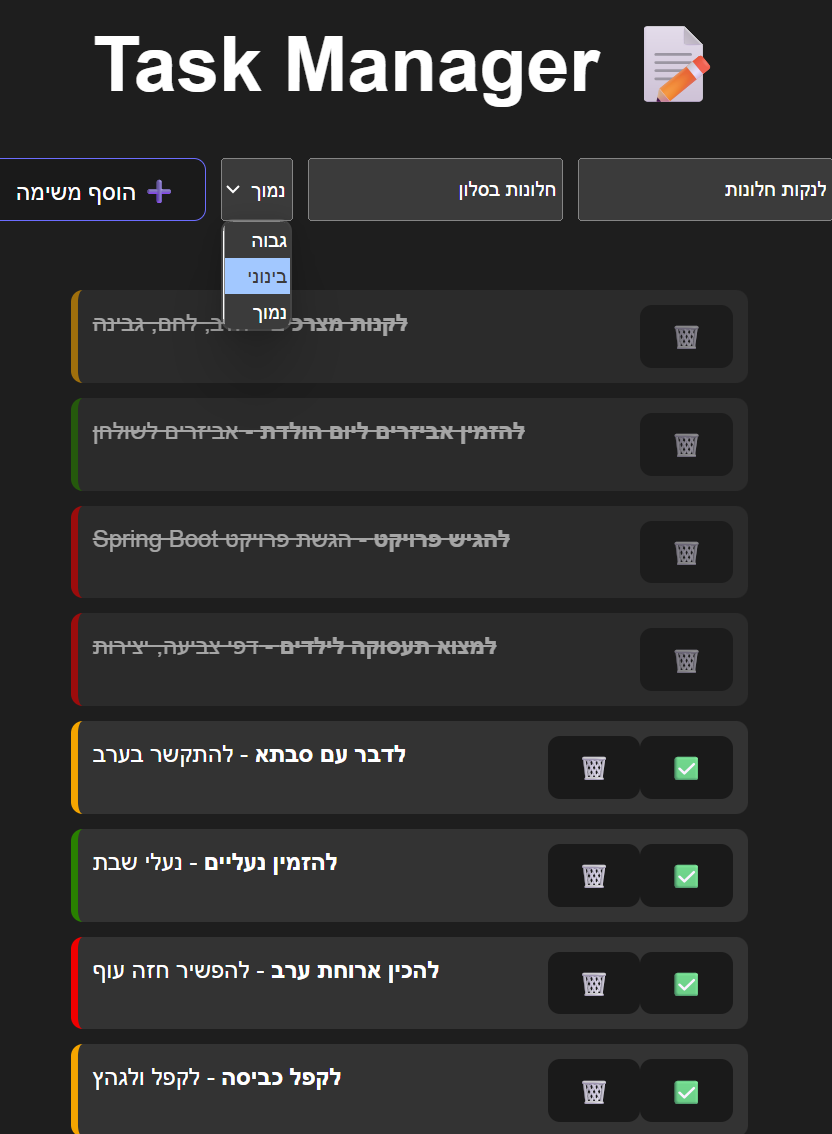 Task Manager
לנקות חלונות
חלונות בסלון
נמוך
הוסף משימה
גבוה
בינוני
נמוך
לקנות מצרכים לחם, גבינה
להזמין אביזרים ליום הולדת - אביזרים לשולחן
להגיש פרויקט - הגשת פרויקט Spring Boot
למצוא תעסוקה לילדים - דפי צביעה, יצירות
לדבר עם סבתא - להתקשר בערב
להזמין נעליים - נעלי שבת
להכין ארוחת ערב - להפשיר חזה עוף
לקפל כביסה - לקפל ולגהץ